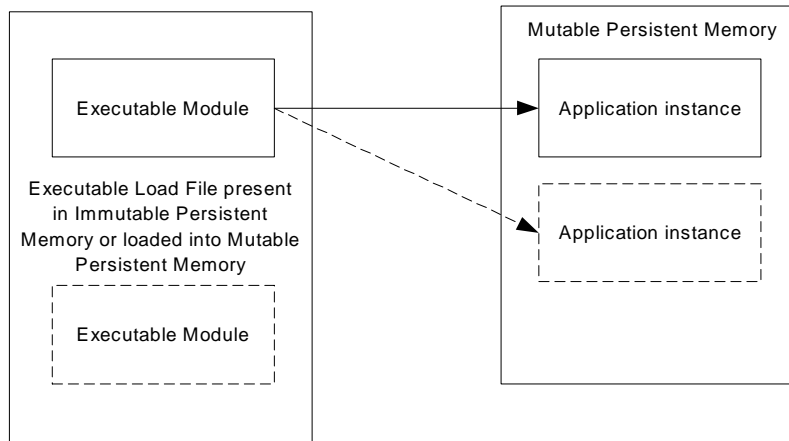 Executable Module
Executable Load File present
in Immutable Persistent
Memory or loaded into Mutable
Persistent Memory
Executable Module
Mutable Persistent Memory
Application instance
Application instance